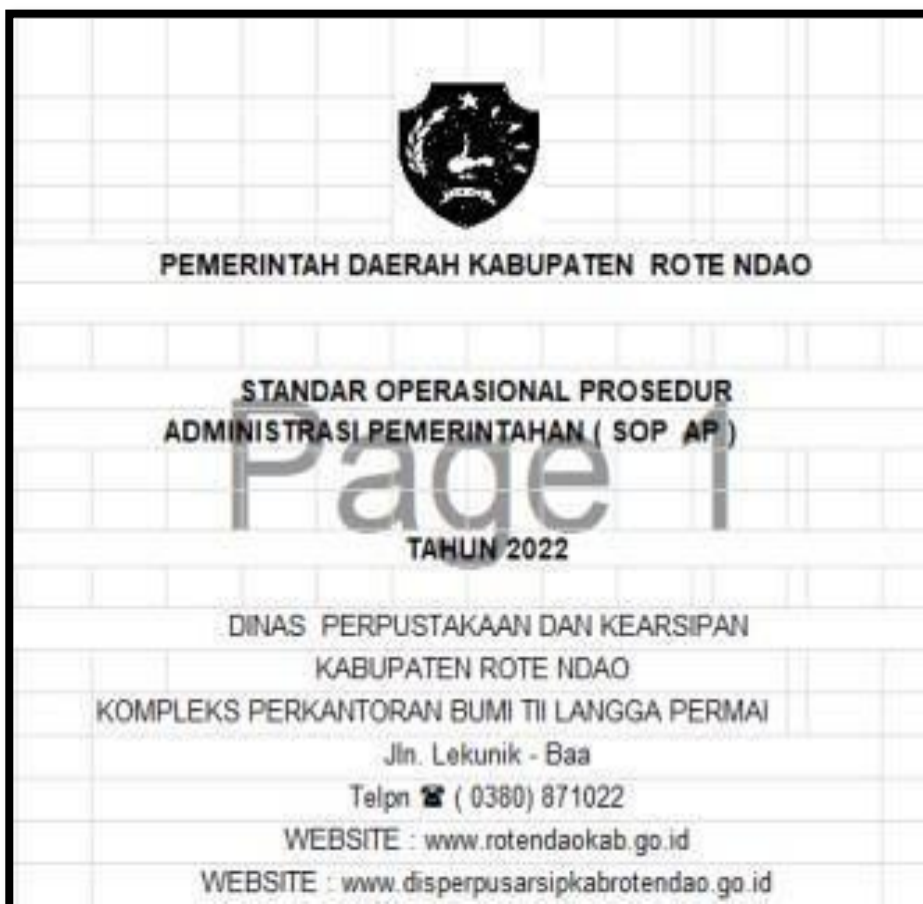 PEMERINTAH DAERAH KABUPATEN ROTE NDAO
STANDAR OPERASIONAL PROSEDUR
ADMINISTRASI PEMERINTAHAN ( SOP AP )
Page 1
TAHUN 2022
DINAS PERPUSTAKAAN DAN KEARSIPAN
KABUPATEN ROTE NDAO
KOMPLEKS PERKANTORAN BUMI TII LANGGA PERMAI
Jln. Lekunik - Baa
Telpn ☎ ( 0380) 871022
WEBSITE : www.rotendaokab.go.id
WEBSITE : www.disperpusarsipkabrotendao.go.id